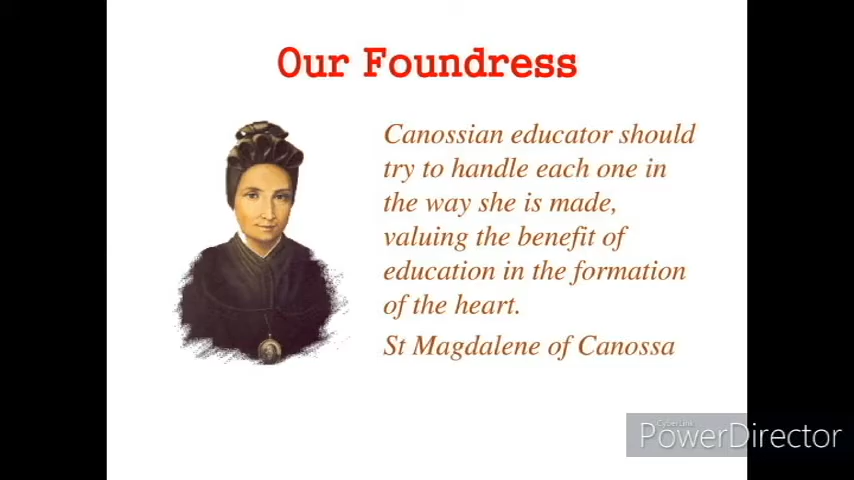 Our Foundress
Canossian educator should
try to handle each one in
the way she is made,
valuing the benefit of
education in the formation
of the heart.
St Magdalene of Canossa
CyberLink
PowerDirector